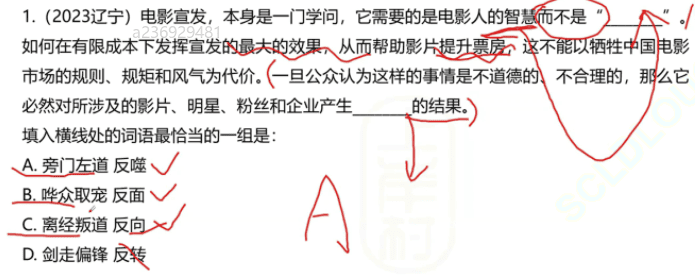 1.（2023辽宁）电影宣发，本身是一门学问，它需要的是电影人的智慧而不是“________”。
如何在有限成本下发挥宣发的最大的效果，从而帮助影片提升票房，这不能以牺牲中国电影
市场的规则、规矩和风气为代价。（一旦公众认为这样的事情是不道德的、不合理的，那么它
必然对所涉及的影片、明星、粉丝和企业产生_______的结果。）
填入横线处的词语最恰当的一组是：
A. 旁门左道 反噬
B. 哗众取宠 反面
C. 离经叛道 反向
D. 剑走偏锋 反转
A
a236929481